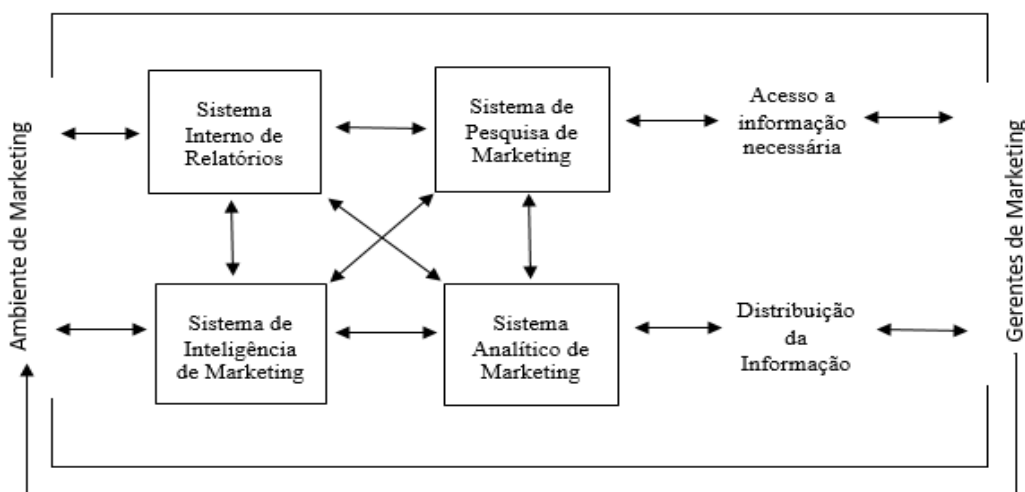 Ambiente de Marketing
Sistema
Interno de
Relatórios
Sistema de
Pesquisa de
Marketing
Acesso a
informação
necessária
Sistema de
Inteligência
de Marketing
Sistema
Analítico de
Marketing
Distribuição
da
Informação
Gerentes de Marketing